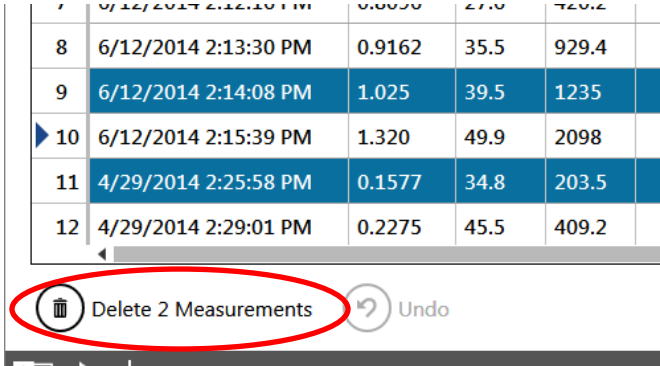 8 6/12/2014 2:13:30 PM 0.9162 35.5 929.4
9 6/12/2014 2:14:08 PM 1.025 39.5 1235
10 6/12/2014 2:15:39 PM 1.320 49.9 2098
11 4/29/2014 2:25:58 PM 0.1577 34.8 203.5
12 4/29/2014 2:29:01 PM 0.2275 45.5 409.2
Delete 2 Measurements Undo